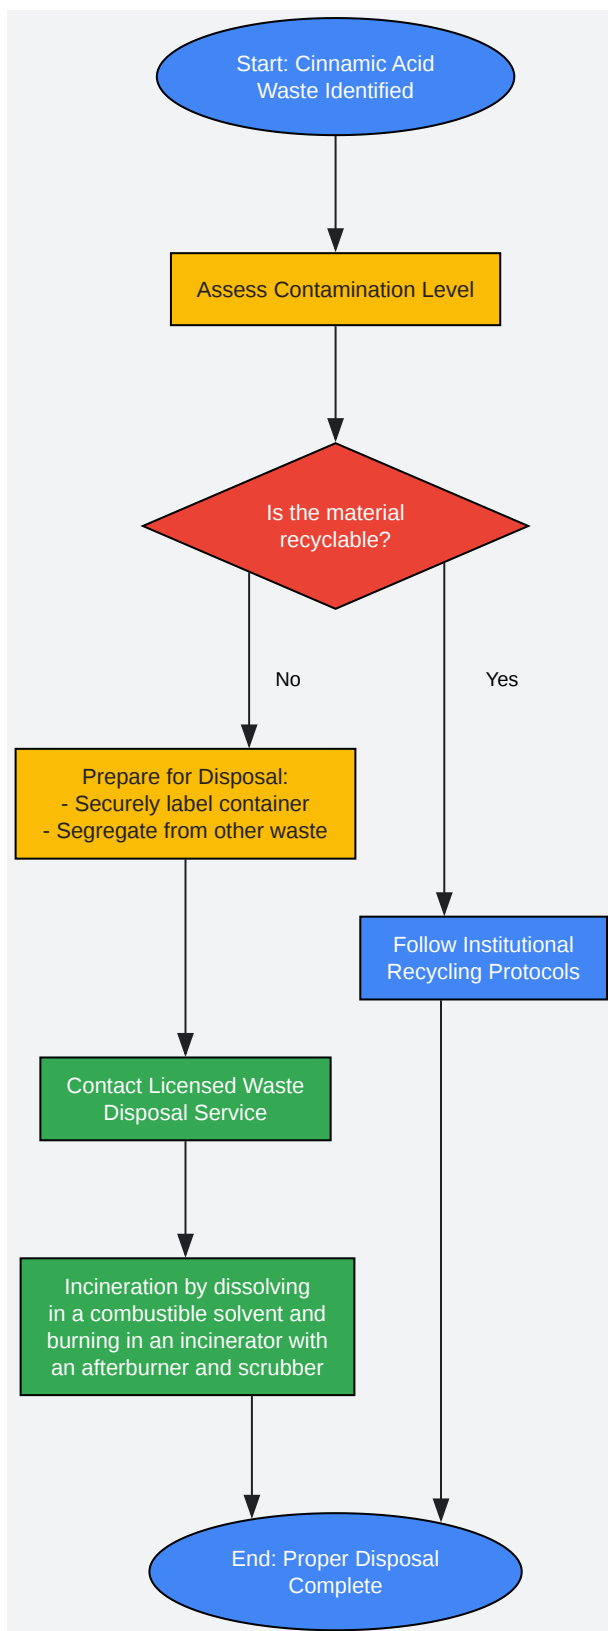 Start: Cinnamic Acid
Waste Identified
Assess Contamination Level
Is the material
recyclable?
No
Yes
Prepare for Disposal:
- Securely label container
- Segregate from other waste
Follow Institutional
Recycling Protocols
Contact Licensed Waste
Disposal Service
Incineration by dissolving
in a combustible solvent and
burning in an incinerator with
an afterburner and scrubber
End: Proper Disposal
Complete